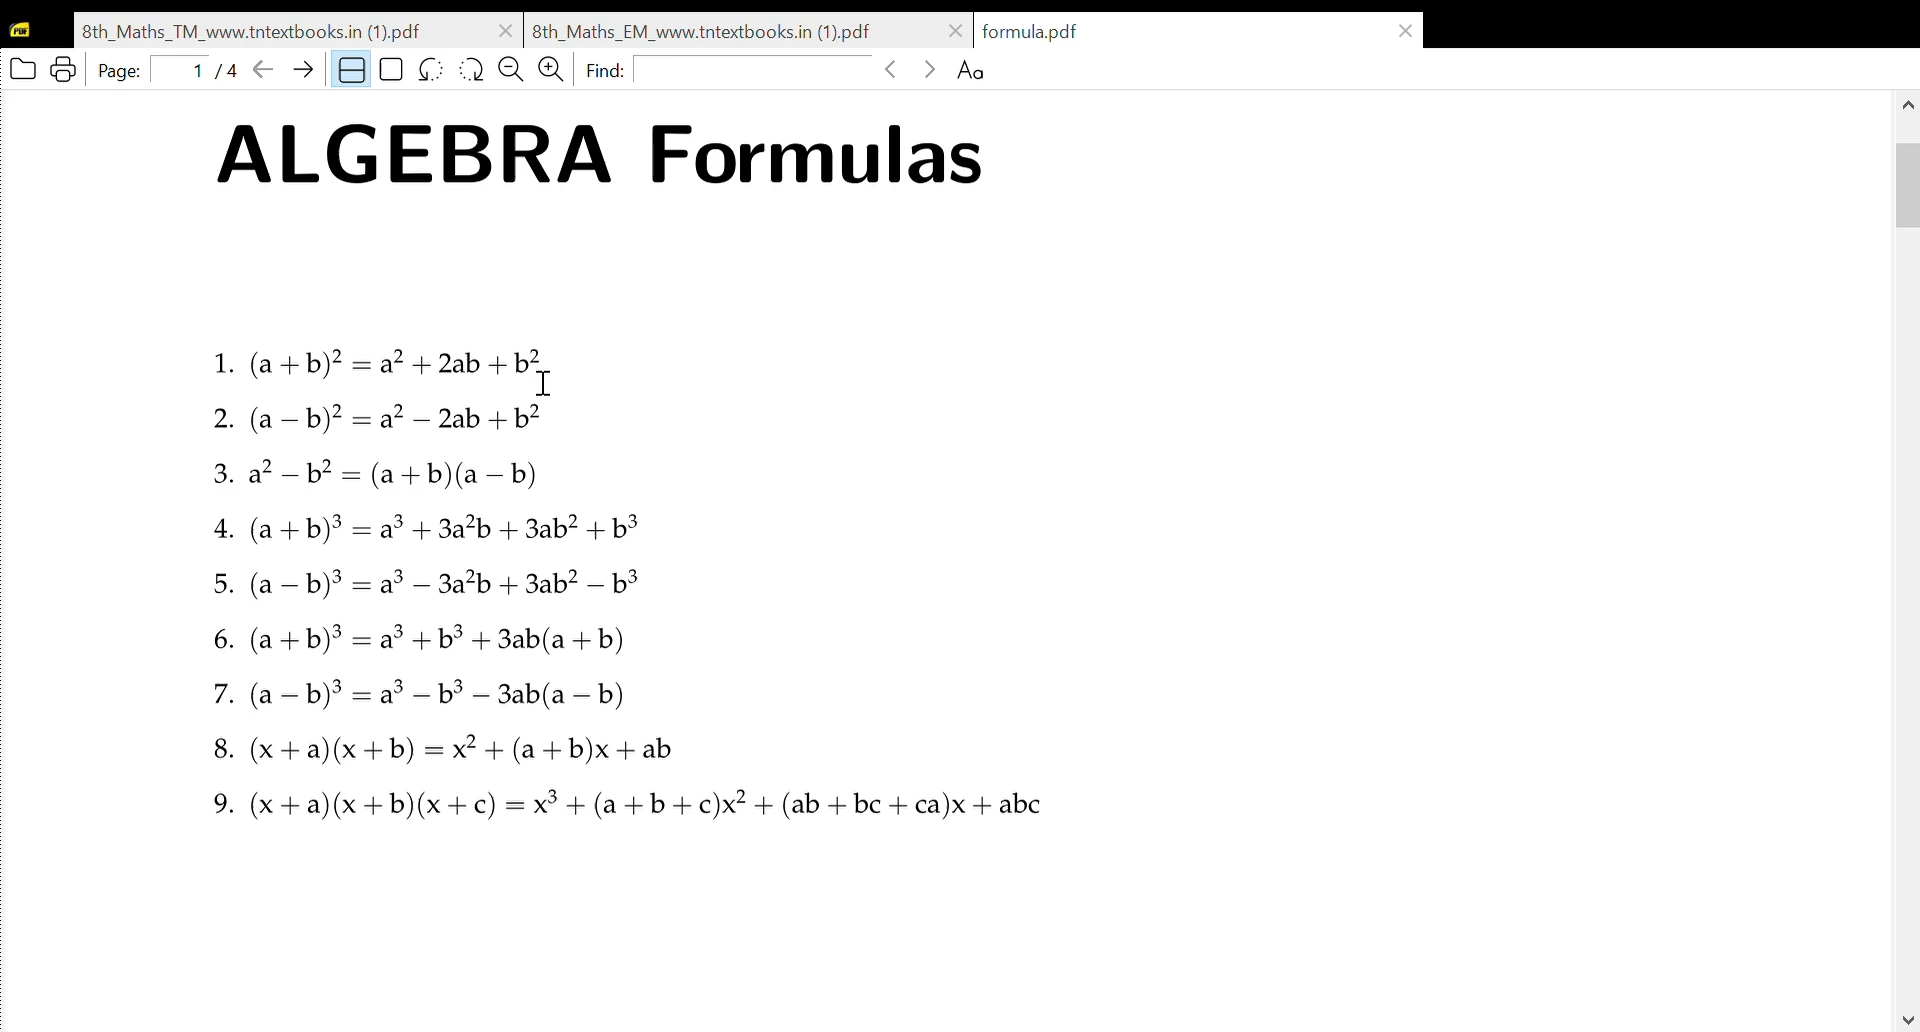 8th_Maths_TM_www.tntextbooks.in (1).pdf
8th_Maths_EM_www.tntextbooks.in (1).pdf
formula.pdf
Page: 1 / 4
Find:
Aa
ALGEBRA Formulas
1. (a + b)² = a² + 2ab + b²
2. (a − b)² = a² − 2ab + b²
3. a² − b² = (a + b)(a − b)
4. (a + b)³ = a³ + 3a²b + 3ab² + b³
5. (a − b)³ = a³ − 3a²b + 3ab² − b³
6. (a + b)³ = a³ + b³ + 3ab(a + b)
7. (a − b)³ = a³ − b³ − 3ab(a − b)
8. (x + a)(x + b) = x² + (a + b)x + ab
9. (x + a)(x + b)(x + c) = x³ + (a + b + c)x² + (ab + bc + ca)x + abc